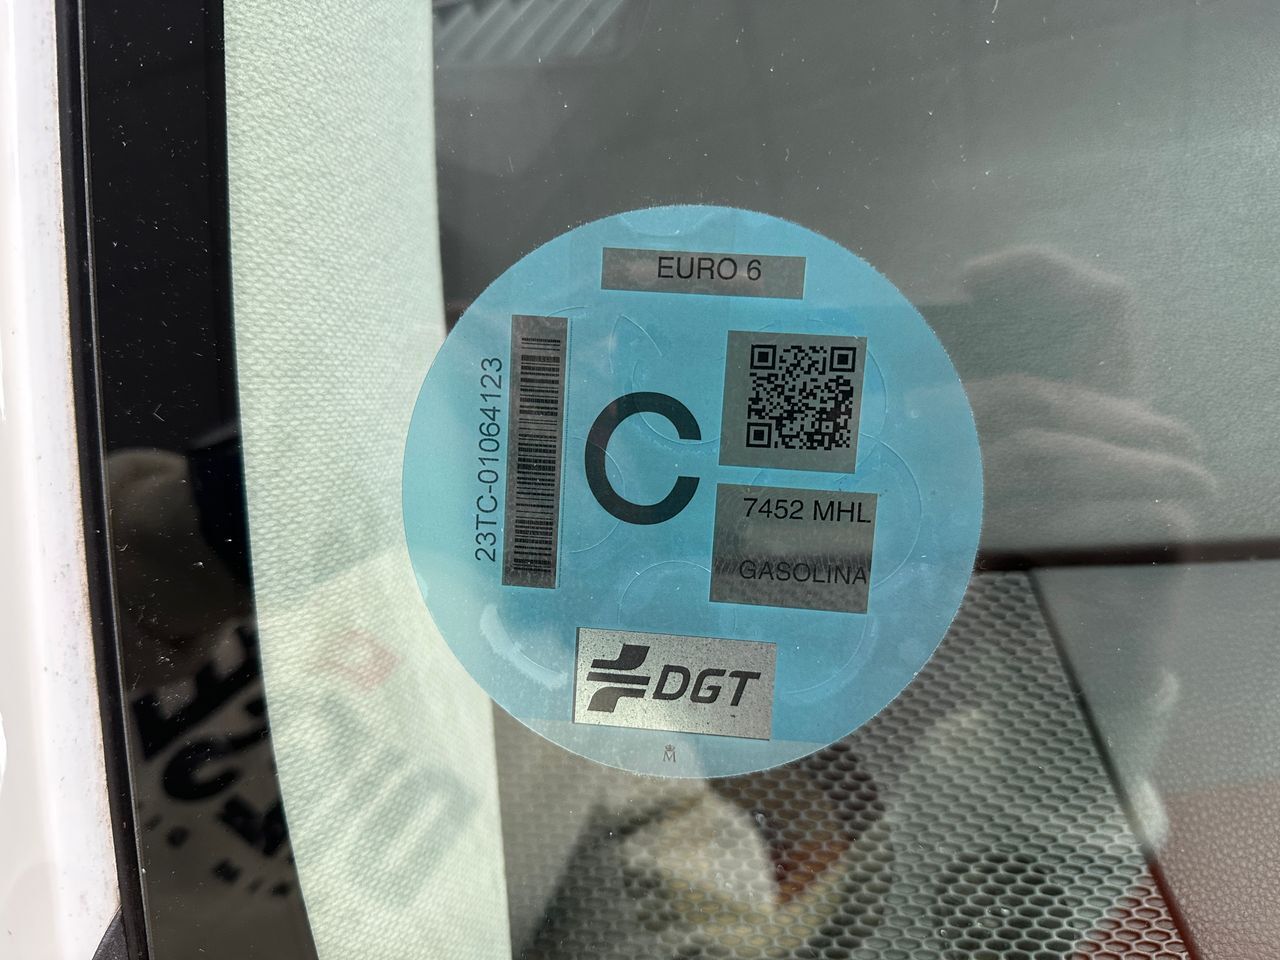 EURO 6
23TC-01064123
C
7452 MHL
GASOLINA
DGT
M